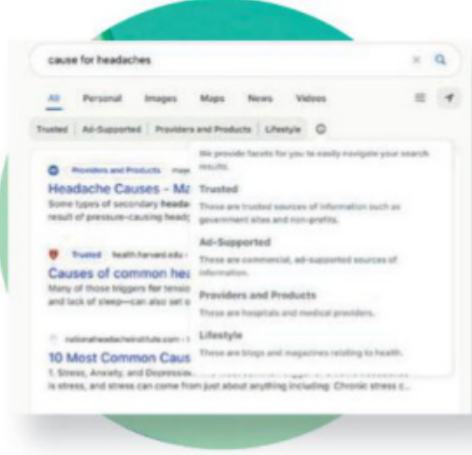 cause for headaches
All Personal Images Maps News Videos
Trusted Ad-Supported Providers and Products Lifestyle
We provide facets for you to easily navigate your search
results.
Providers and Products
Headache Causes - Ma
Trusted
Some types of secondary heada
These are trusted sources of information such as
result of pressure-causing heada
government sites and non-profits.
Ad-Supported
Trusted health.harvard.edu
These are commercial, ad-supported sources of
Causes of common hea
information.
Many of those triggers for tensio
Providers and Products
and lack of sleep—can also set o
These are hospitals and medical providers.
Lifestyle
nationalheadacheinstitute.com
These are blogs and magazines relating to health.
10 Most Common Caus
1. Stress, Anxiety, and Depression
is stress, and stress can come from just about anything including: Chronic stress c...